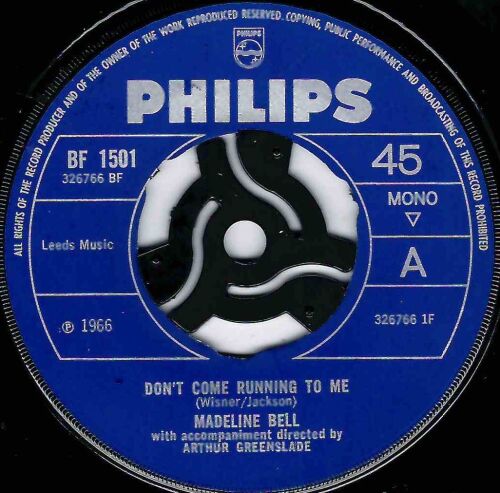 ALL RIGHTS OF THE RECORD PRODUCER AND OF THE OWNER OF THE WORK REPRODUCED RESERVED. COPYING, PUBLIC PERFORMANCE AND BROADCASTING OF THIS RECORD PROHIBITED
PHILIPS
PHILIPS
BF 1501
326766 BF
45
MONO
Leeds Music
A
℗ 1966
326766 1F
DON'T COME RUNNING TO ME
(Wisner/Jackson)
MADELINE BELL
with accompaniment directed by
ARTHUR GREENSLADE